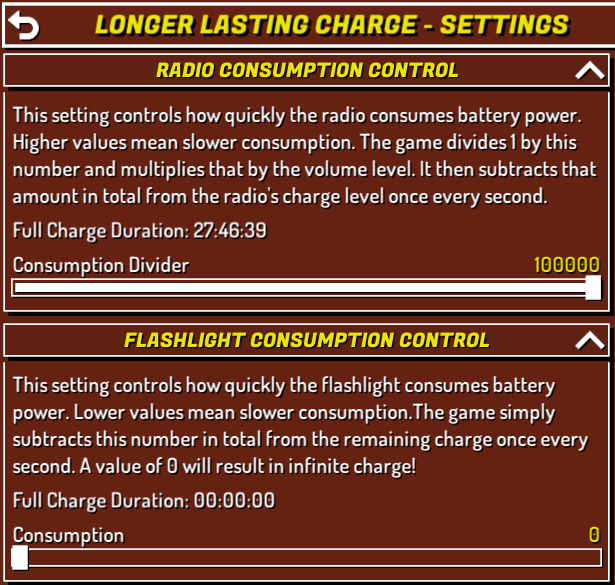 LONGER LASTING CHARGE - SETTINGS
RADIO CONSUMPTION CONTROL
This setting controls how quickly the radio consumes battery power.
Higher values mean slower consumption. The game divides 1 by this
number and multiplies that by the volume level. It then subtracts that
amount in total from the radio's charge level once every second.
Full Charge Duration: 27:46:39
Consumption Divider 100000
FLASHLIGHT CONSUMPTION CONTROL
This setting controls how quickly the flashlight consumes battery
power. Lower values mean slower consumption.The game simply
subtracts this number in total from the remaining charge once every
second. A value of 0 will result in infinite charge!
Full Charge Duration: 00:00:00
Consumption 0